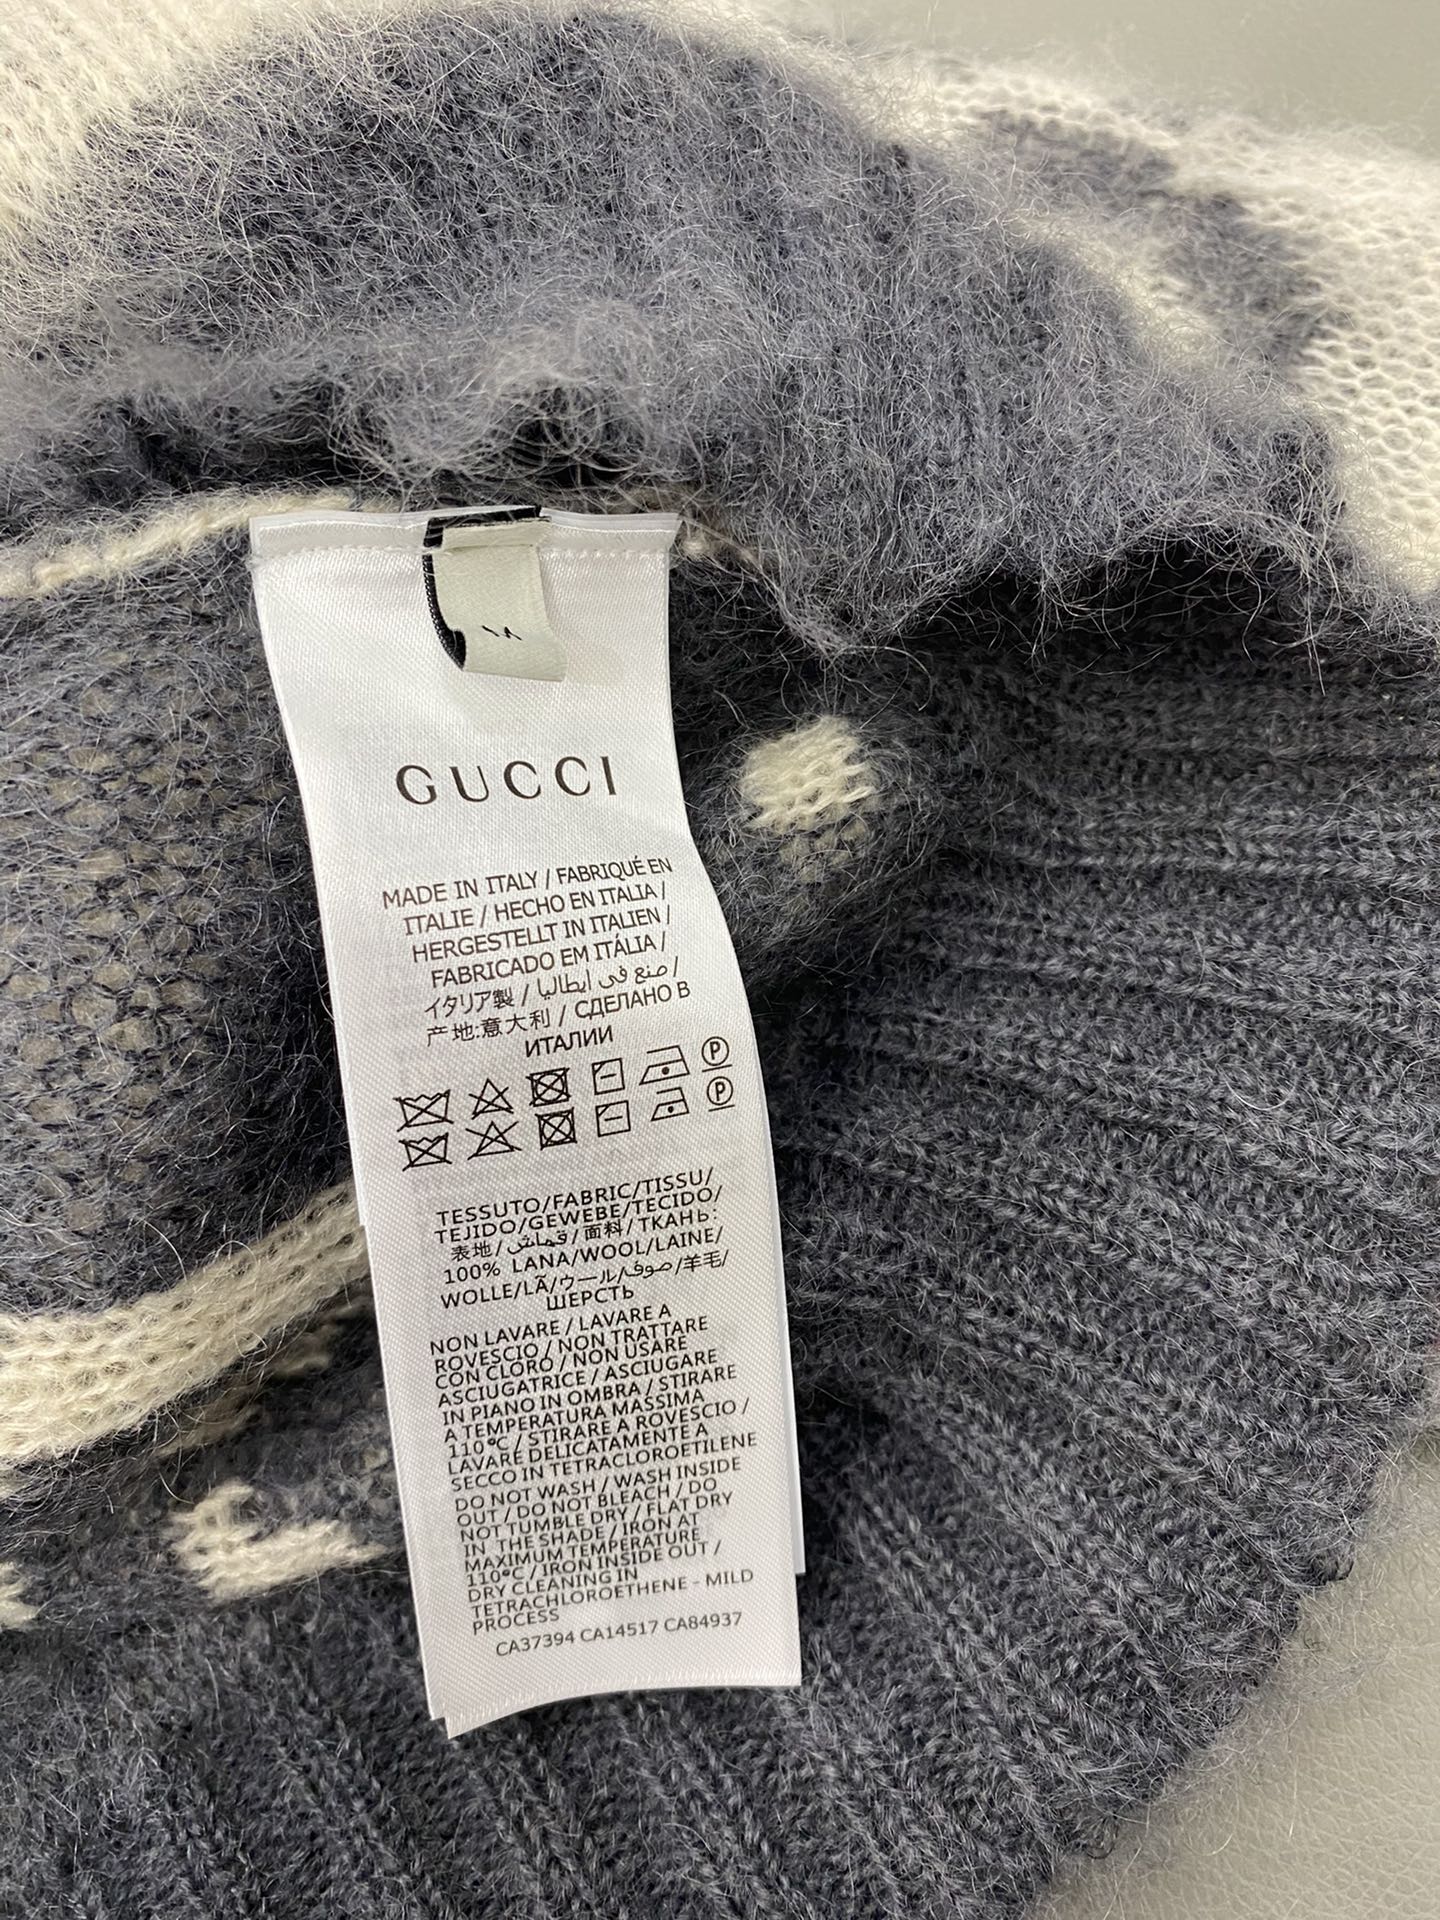 GUCCI
MADE IN ITALY / FABRIQUÉ EN
ITALIE / HECHO EN ITALIA /
HERGESTELLT IN ITALIEN /
FABRICADO EM ITÁLIA /
イタリア製 / صنع في إيطاليا /
产地:意大利 / СДЕЛАНО В
ИТАЛИИ
P
P
TESSUTO/FABRIC/TISSU/
TEJIDO/GEWEBE/TECIDO/
表地/قماش/面料/ТКАНЬ:
100% LANA/WOOL/LAINE/
WOLLE/LÃ/ウール/صوف/羊毛/
ШЕРСТЬ
NON LAVARE / LAVARE A
ROVESCIO / NON TRATTARE
CON CLORO / NON USARE
ASCIUGATRICE / ASCIUGARE
IN PIANO IN OMBRA / STIRARE
A TEMPERATURA MASSIMA
110°C / STIRARE A ROVESCIO /
LAVARE DELICATAMENTE A
SECCO IN TETRACLOROETILENE
DO NOT WASH / WASH INSIDE
OUT / DO NOT BLEACH / DO
NOT TUMBLE DRY / FLAT DRY
IN THE SHADE / IRON AT
MAXIMUM TEMPERATURE
110°C / IRON INSIDE OUT /
DRY CLEANING IN
TETRACHLOROETHENE - MILD
PROCESS
CA37394 CA14517 CA84937